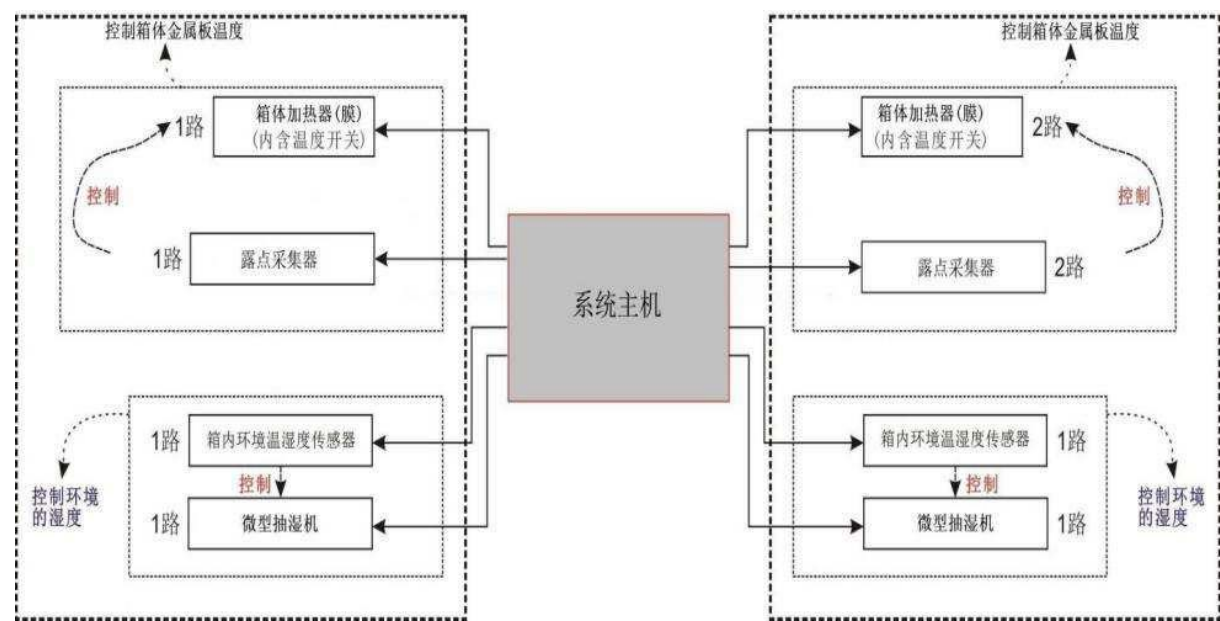 控制箱体金属板温度
1路
箱体加热器(膜)
(内含温度开关)
控制
1路
露点采集器
1路
箱内环境温湿度传感器
控制
1路
微型抽湿机
控制环境
的湿度
系统主机
控制箱体金属板温度
箱体加热器(膜)
(内含温度开关)
2路
控制
露点采集器
2路
箱内环境温湿度传感器
1路
控制
微型抽湿机
1路
控制环境
的湿度